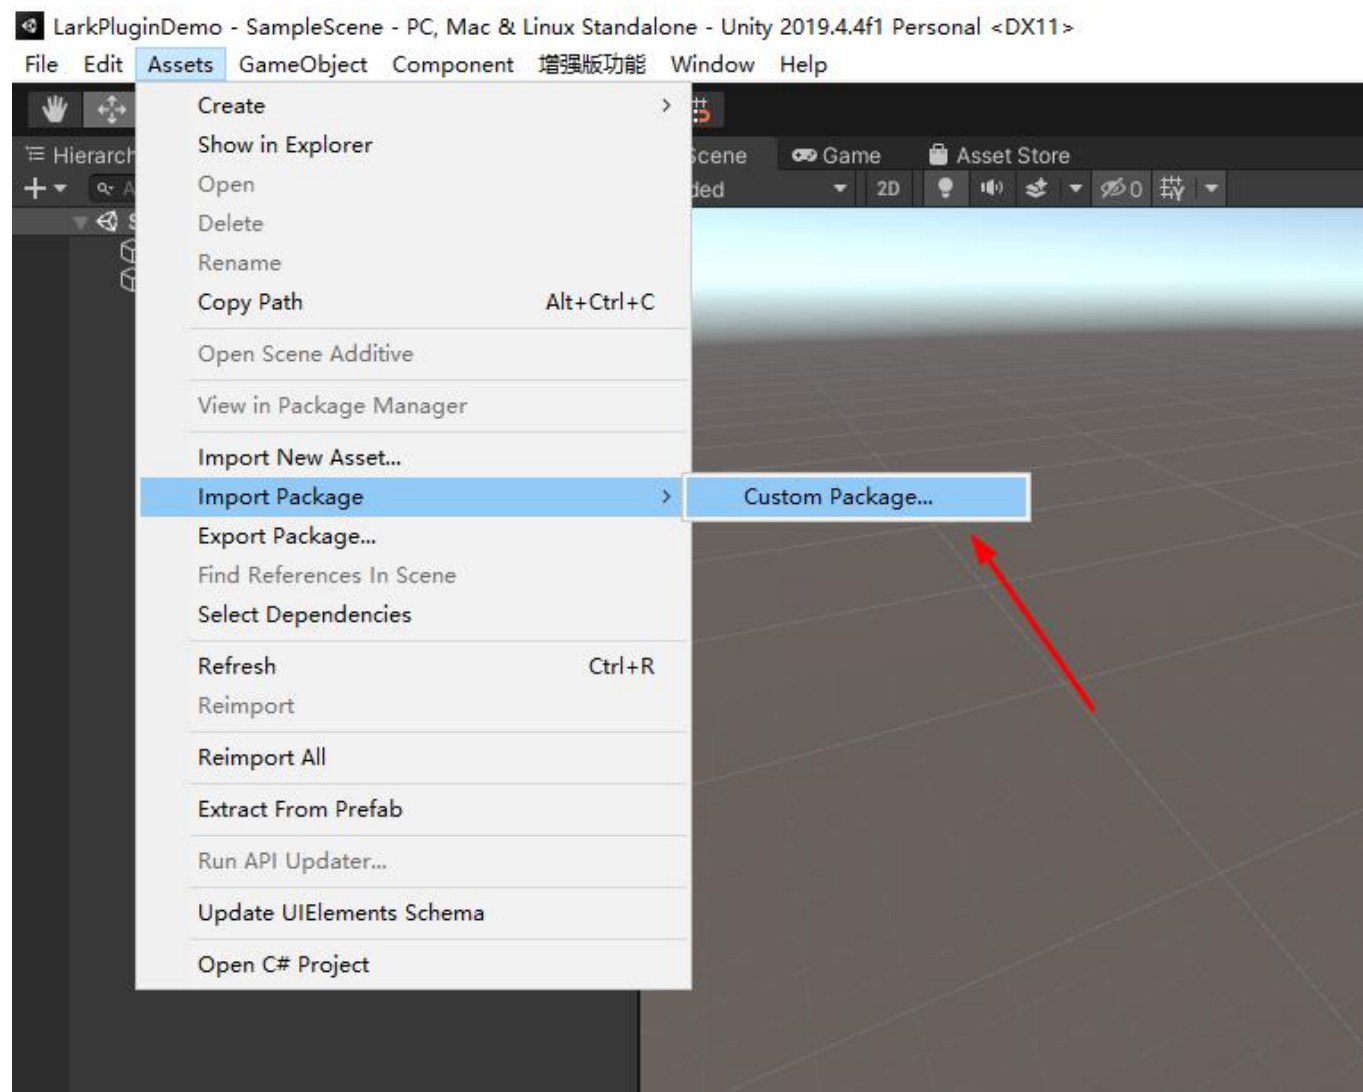 LarkPluginDemo - SampleScene - PC, Mac & Linux Standalone - Unity 2019.4.4f1 Personal <DX11>
File Edit Assets GameObject Component 增强版功能 Window Help
Create
Show in Explorer
Hierarch
Scene Game Asset Store
Open
ded 2D 0
Delete
Rename
Copy Path Alt+Ctrl+C
Open Scene Additive
View in Package Manager
Import New Asset...
Import Package Custom Package...
Export Package...
Find References In Scene
Select Dependencies
Refresh Ctrl+R
Reimport
Reimport All
Extract From Prefab
Run API Updater...
Update UIElements Schema
Open C# Project